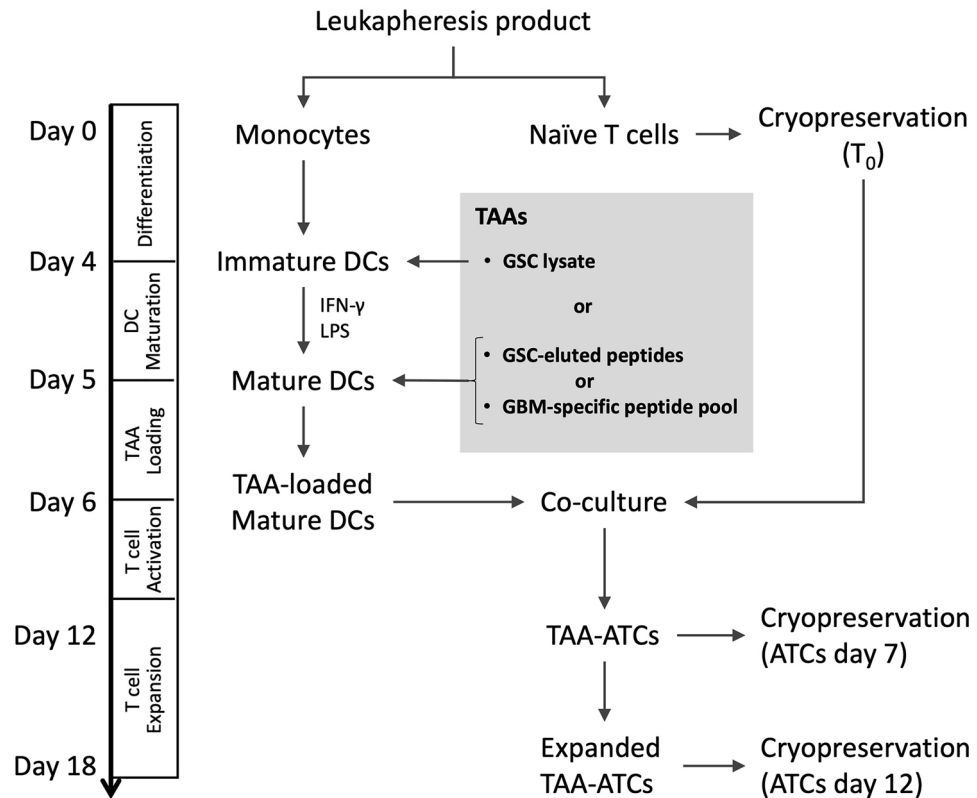 Leukapheresis product
Day 0
Monocytes
Naïve T cells
Cryopreservation
(T0)
Differentiation
TAAs
Day 4
Immature DCs
• GSC lysate
or
IFN-γ
LPS
DC
Maturation
Day 5
Mature DCs
• GSC-eluted peptides
or
• GBM-specific peptide pool
TAA
Loading
Day 6
TAA-loaded
Mature DCs
Co-culture
T cell
Activation
Day 12
TAA-ATCs
Cryopreservation
(ATCs day 7)
T cell
Expansion
Day 18
Expanded
TAA-ATCs
Cryopreservation
(ATCs day 12)